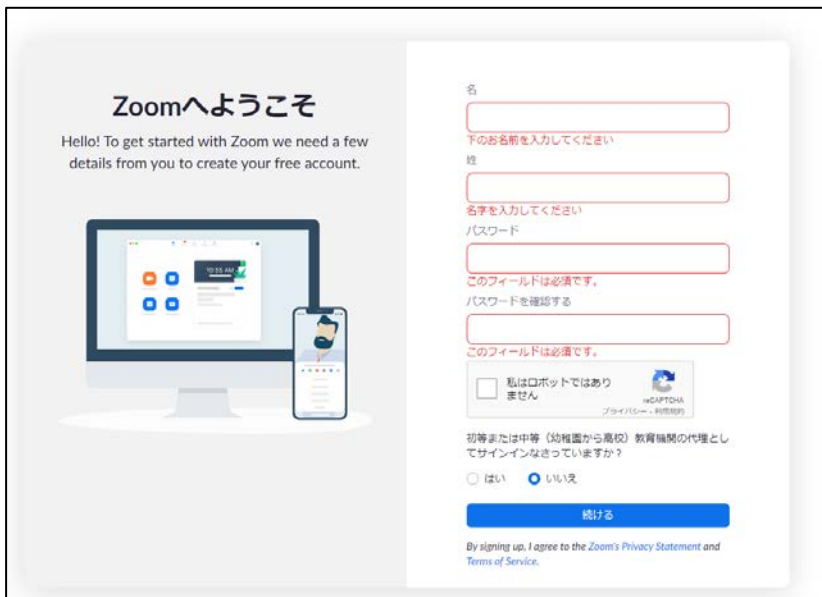 Zoomへようこそ
Hello! To get started with Zoom we need a few
details from you to create your free account.
10:55 AM
名
下のお名前を入力してください
姓
名字を入力してください
パスワード
このフィールドは必須です。
パスワードを確認する
このフィールドは必須です。
私はロボットではあり
ません
reCAPTCHA
プライバシー - 利用規約
初等または中等（幼稚園から高校）教育機関の代理とし
てサインインなさっていますか？
はい
いいえ
続ける
By signing up, I agree to the Zoom's Privacy Statement and
Terms of Service.